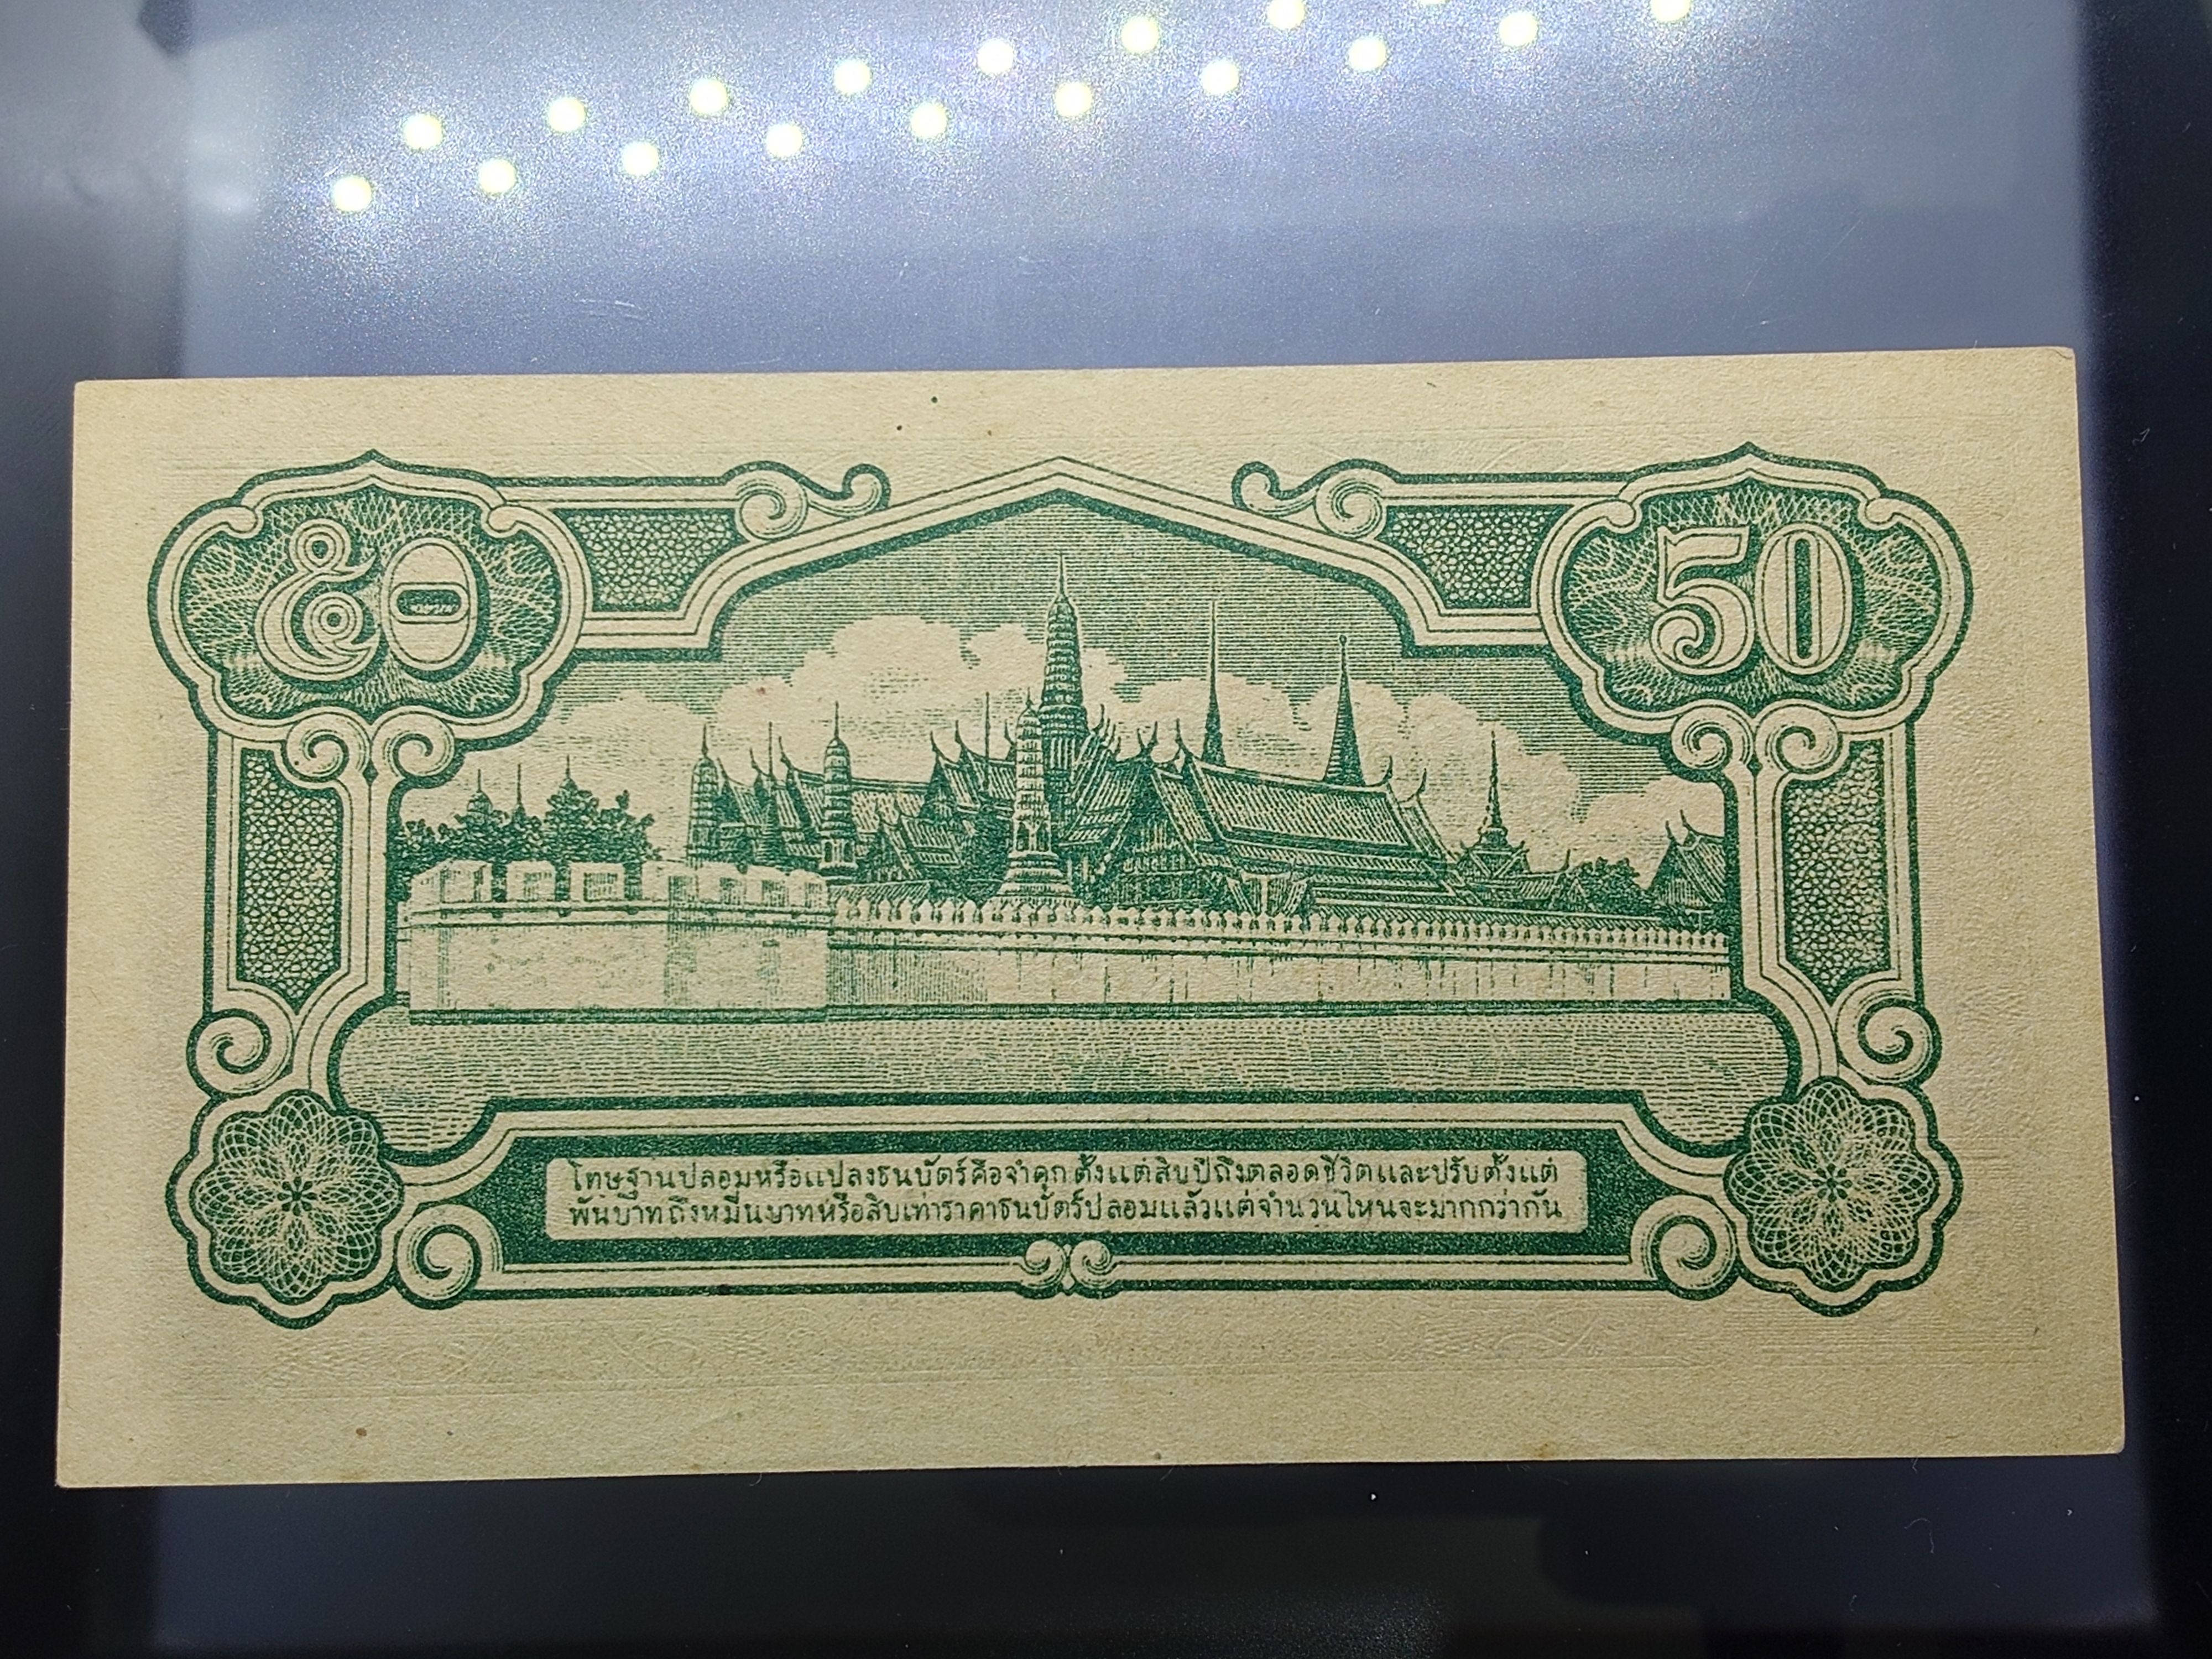 ๕๐
50
โทษฐานปลอมหรือแปลงธนบัตร์คือจำคุกตั้งแต่สิบปีถึงตลอดชีวิตและปรับตั้งแต่
พันบาทถึงหมื่นบาทหรือสิบเท่าราคาธนบัตร์ปลอมแล้วแต่จำนวนไหนจะมากกว่ากัน